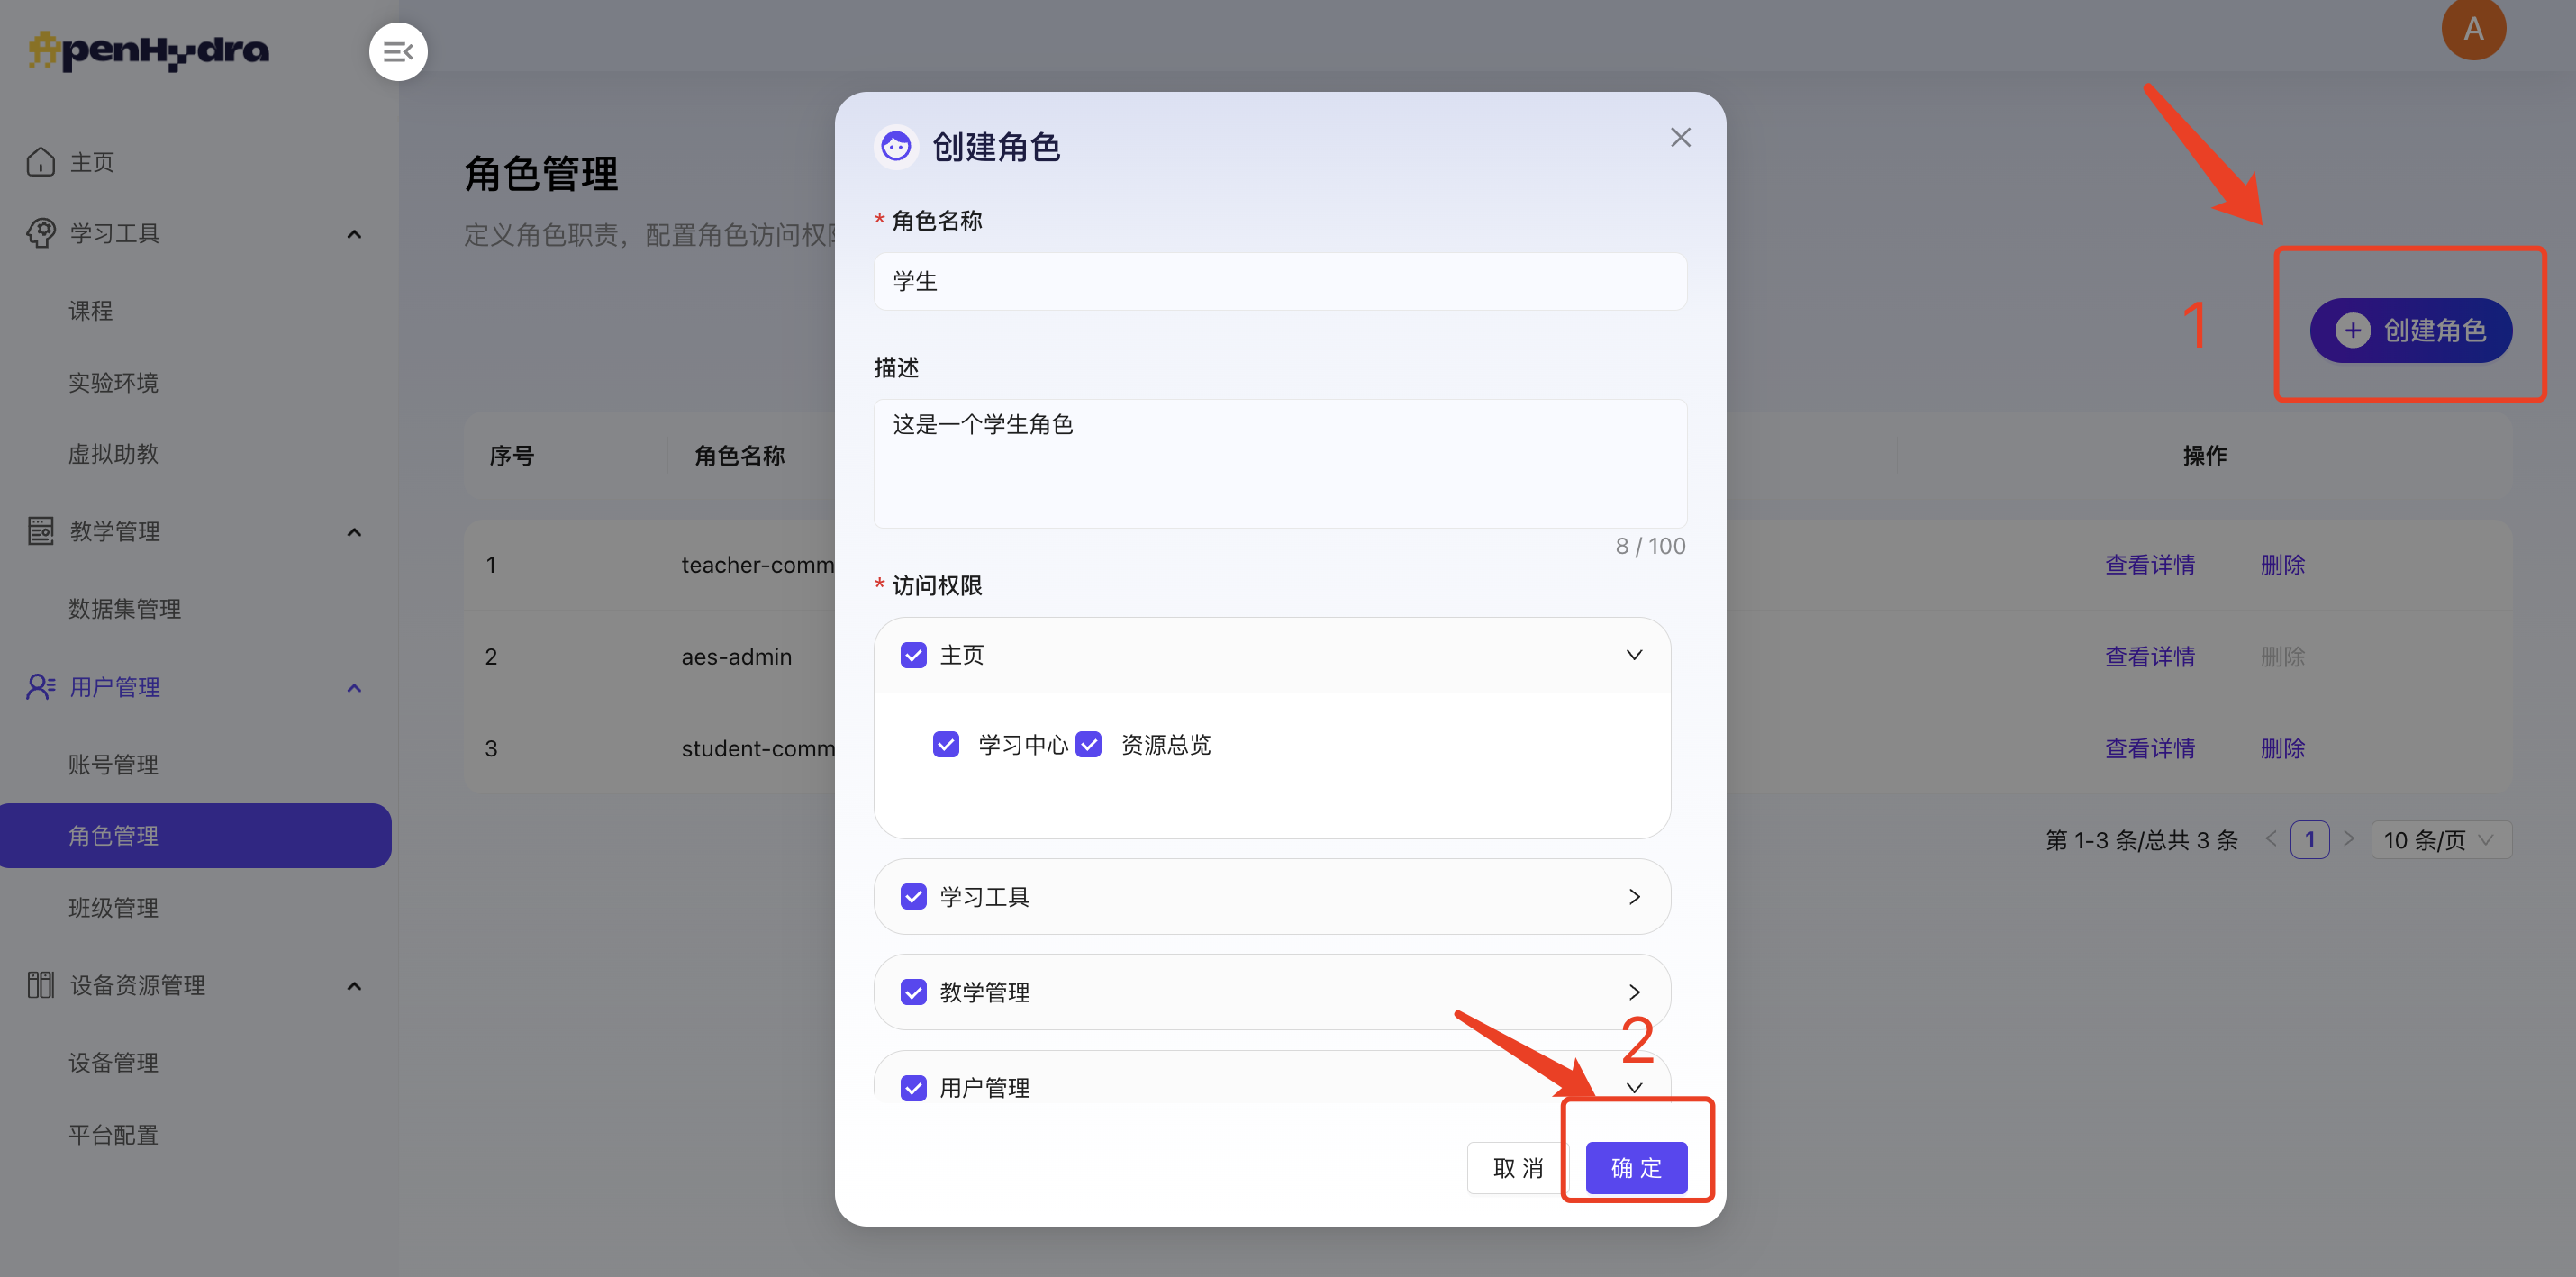 OpenHydra
A
主页
学习工具
课程
实验环境
虚拟助教
教学管理
数据集管理
用户管理
账号管理
角色管理
班级管理
设备资源管理
设备管理
平台配置
角色管理
定义角色职责，配置角色访问权
1
创建角色
序号 角色名称 操作
1 teacher-comm 查看详情 删除
2 aes-admin 查看详情 删除
3 student-comm 查看详情 删除
第 1-3 条/总共 3 条 1 10 条/页
创建角色
* 角色名称
学生
描述
这是一个学生角色
8 / 100
* 访问权限
主页
学习中心 资源总览
学习工具
教学管理
2
用户管理
取 消 确 定